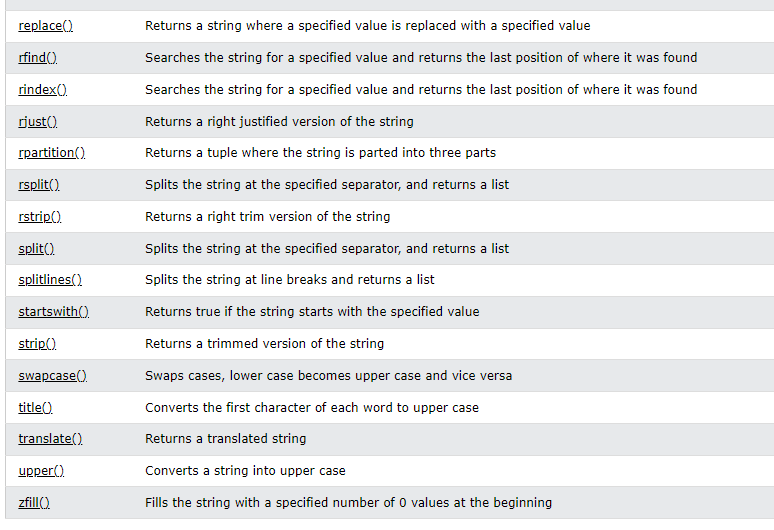 replace() Returns a string where a specified value is replaced with a specified value
rfind() Searches the string for a specified value and returns the last position of where it was found
rindex() Searches the string for a specified value and returns the last position of where it was found
rjust() Returns a right justified version of the string
rpartition() Returns a tuple where the string is parted into three parts
rsplit() Splits the string at the specified separator, and returns a list
rstrip() Returns a right trim version of the string
split() Splits the string at the specified separator, and returns a list
splitlines() Splits the string at line breaks and returns a list
startswith() Returns true if the string starts with the specified value
strip() Returns a trimmed version of the string
swapcase() Swaps cases, lower case becomes upper case and vice versa
title() Converts the first character of each word to upper case
translate() Returns a translated string
upper() Converts a string into upper case
zfill() Fills the string with a specified number of 0 values at the beginning